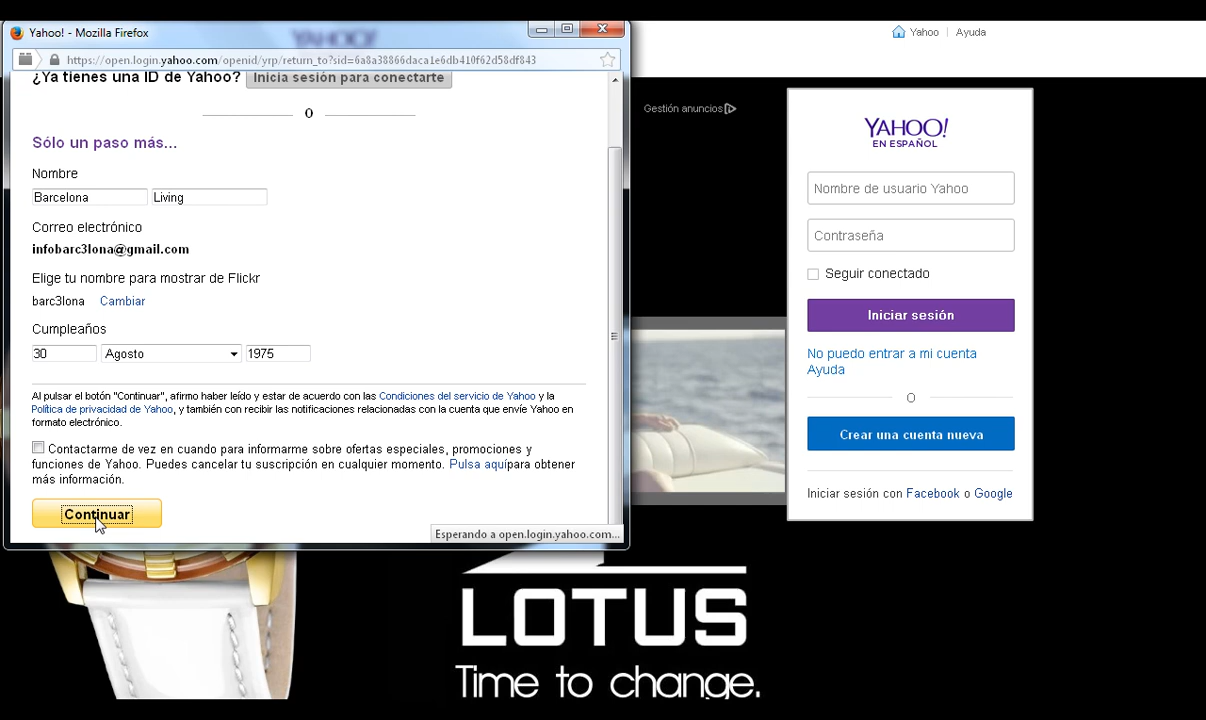 Yahoo! - Mozilla Firefox
https://open.login.yahoo.com/openid/yrp/return_to?sid=6a8a38866daca1e6db410f62d58df843
¿Ya tienes una ID de Yahoo? Inicia sesión para conectarte
O
Sólo un paso más...
Nombre
Barcelona Living
Correo electrónico
infobarc3lona@gmail.com
Elige tu nombre para mostrar de Flickr
barc3lona Cambiar
Cumpleaños
30 Agosto 1975
Al pulsar el botón "Continuar", afirmo haber leído y estar de acuerdo con las Condiciones del servicio de Yahoo y la
Política de privacidad de Yahoo, y también con recibir las notificaciones relacionadas con la cuenta que envíe Yahoo en
formato electrónico.
Contactarme de vez en cuando para informarme sobre ofertas especiales, promociones y
funciones de Yahoo. Puedes cancelar tu suscripción en cualquier momento. Pulsa aquípara obtener
más información.
Continuar
Esperando a open.login.yahoo.com...
Yahoo Ayuda
Gestión anuncios
YAHOO!
EN ESPAÑOL
Nombre de usuario Yahoo
Contraseña
Seguir conectado
Iniciar sesión
No puedo entrar a mi cuenta
Ayuda
O
Crear una cuenta nueva
Iniciar sesión con Facebook o Google
LOTUS
Time to change.